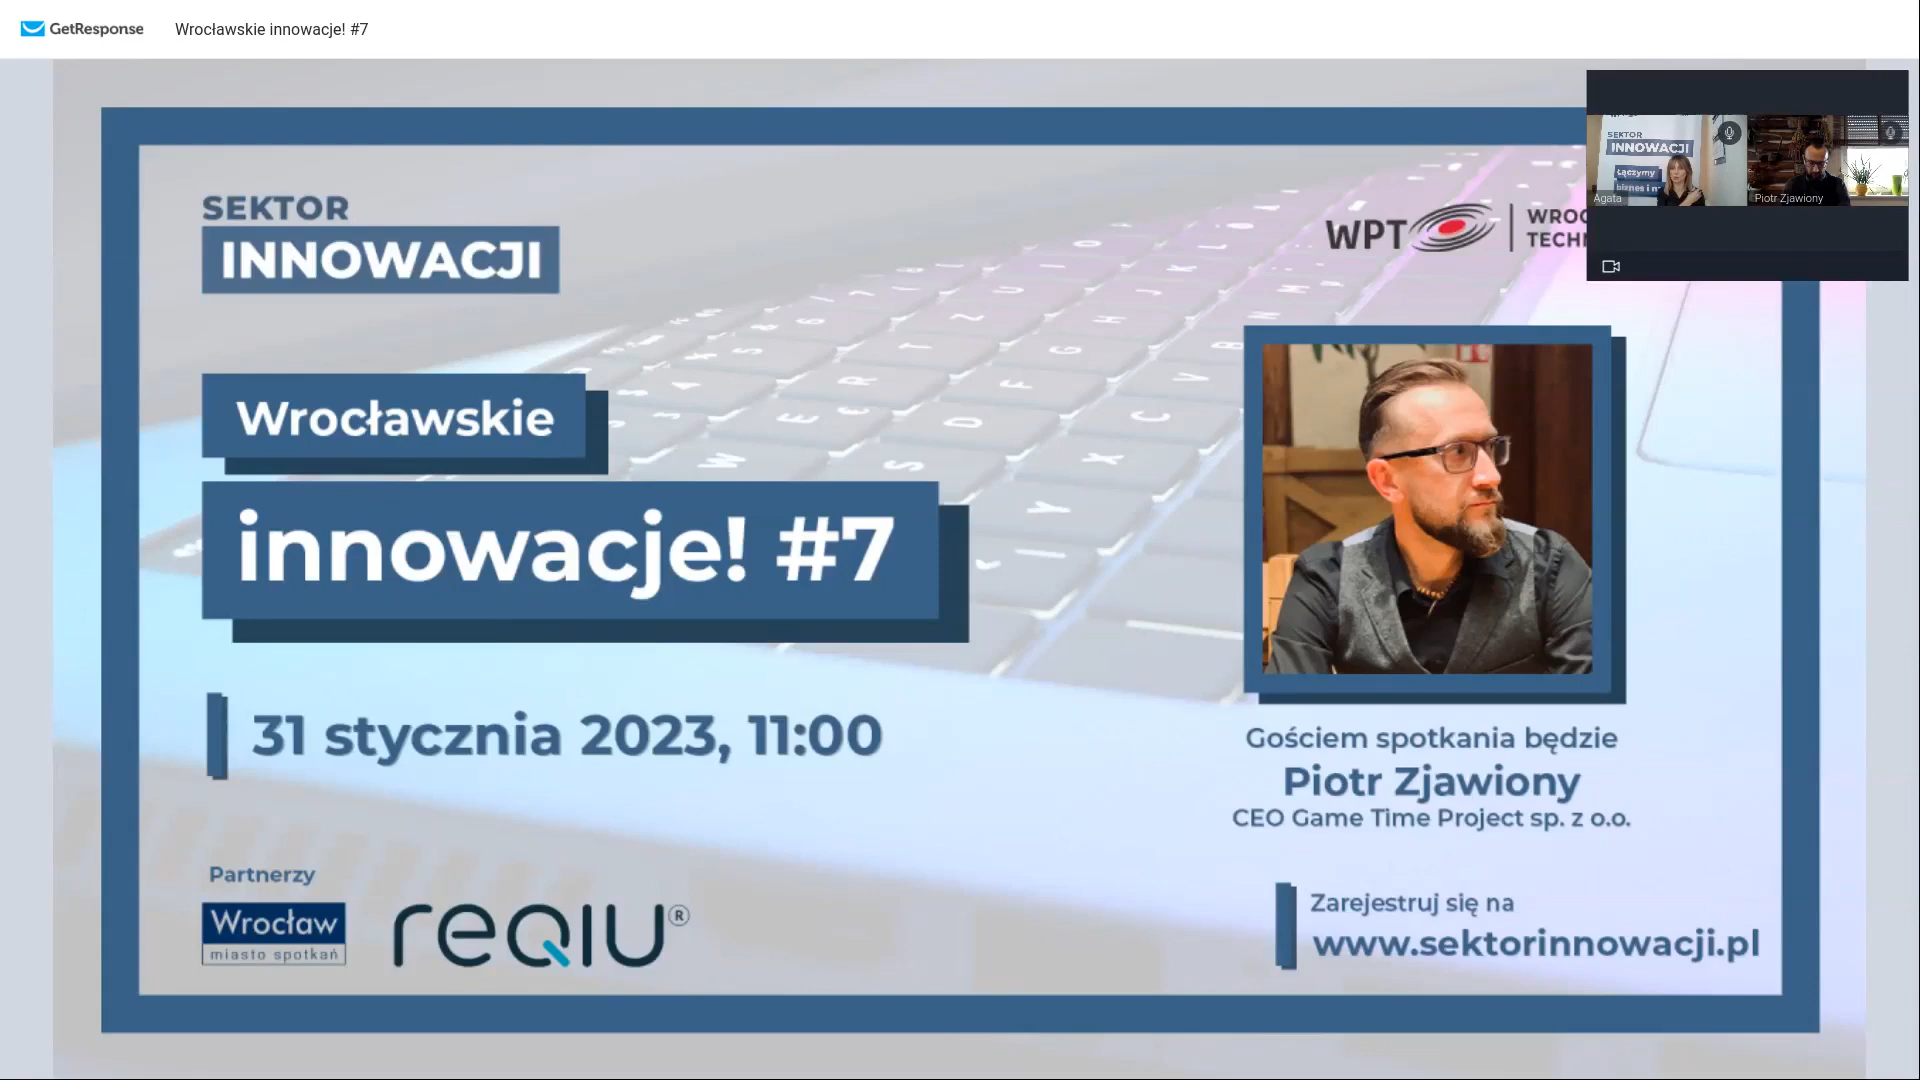 GetResponse
Wrocławskie innowacje! #7
SEKTOR
INNOWACJI
WPT
SEKTOR
INNOWACJI
Łączymy
Agata
Piotr Zjawiony
Wrocławskie
innowacje! #7
31 stycznia 2023, 11:00
Gościem spotkania będzie
Piotr Zjawiony
CEO Game Time Project sp. z o.o.
Partnerzy
Wrocław
miasto spotkań
reQIU®
Zarejestruj się na
www.sektorinnowacji.pl